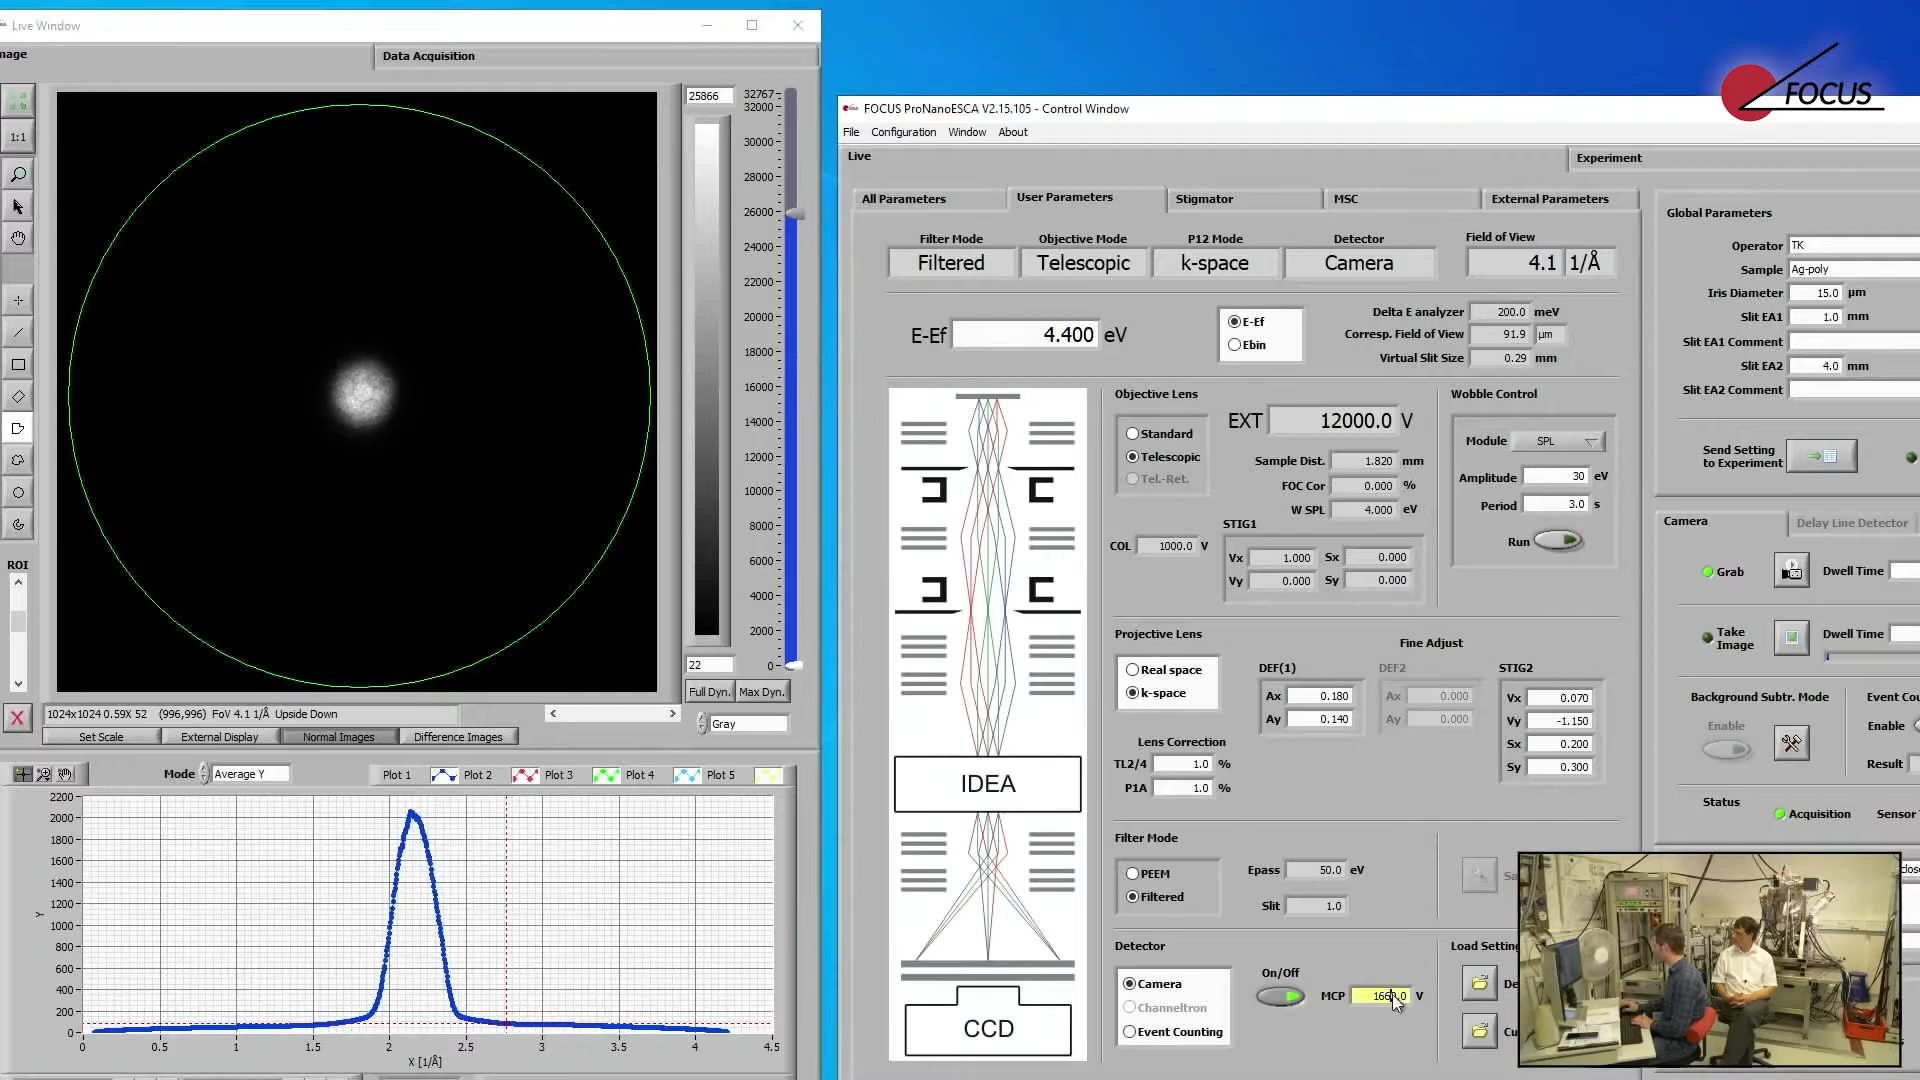 Live Window
mage
Data Acquisition
25866
32767-
32000-
30000-
28000-
26000-
24000-
22000-
20000-
18000-
16000-
14000-
12000-
10000-
8000-
6000-
4000-
2000-
0-
1:1
ROI
22
Full Dyn.
Max Dyn.
1024x1024 0.59X 52 (996,996) FoV 4.1 1/Å Upside Down
Gray
Set Scale
External Display
Normal Images
Difference Images
Mode
Average Y
Plot 1
Plot 2
Plot 3
Plot 4
Plot 5
2200-
2000-
1800-
1600-
1400-
1200-
1000-
800-
600-
400-
200-
0-
Y
0
0.5
1
1.5
2
2.5
3
3.5
4
4.5
X [1/Å]
FOCUS
FOCUS ProNanoESCA V2.15.105 - Control Window
File Configuration Window About
Live
Experiment
All Parameters
User Parameters
Stigmator
MSC
External Parameters
Filter Mode
Objective Mode
P12 Mode
Detector
Field of View
Filtered
Telescopic
k-space
Camera
4.1 1/Å
E-Ef 4.400 eV
E-Ef
Ebin
Delta E analyzer 200.0 meV
Corresp. Field of View 91.9 µm
Virtual Slit Size 0.29 mm
Objective Lens
Standard
Telescopic
Tel.-Ret.
EXT 12000.0 V
Sample Dist. 1.820 mm
FOC Cor 0.000 %
W SPL 4.000 eV
COL 1000.0 V
STIG1
Vx 1.000 Sx 0.000
Vy 0.000 Sy 0.000
Wobble Control
Module SPL
Amplitude 30 eV
Period 3.0 s
Run
Projective Lens
Real space
k-space
Fine Adjust
DEF(1)
Ax 0.180
Ay 0.140
DEF2
Ax 0.000
Ay 0.000
STIG2
Vx 0.070
Vy -1.150
Sx 0.200
Sy 0.300
Lens Correction
TL2/4 1.0 %
P1A 1.0 %
IDEA
CCD
Filter Mode
PEEM
Filtered
Epass 50.0 eV
Slit 1.0
Sa
Detector
Camera
Channeltron
Event Counting
On/Off
MCP V
Load Setting
De
Cu
Global Parameters
Operator TK
Sample Ag-poly
Iris Diameter 15.0 µm
Slit EA1 1.0 mm
Slit EA1 Comment
Slit EA2 4.0 mm
Slit EA2 Comment
Send Setting
to Experiment
Camera
Delay Line Detector
Grab
Dwell Time
Take
Image
Dwell Time
Background Subtr. Mode
Event Cou
Enable
Enable
Result
Status
Acquisition
Sensor